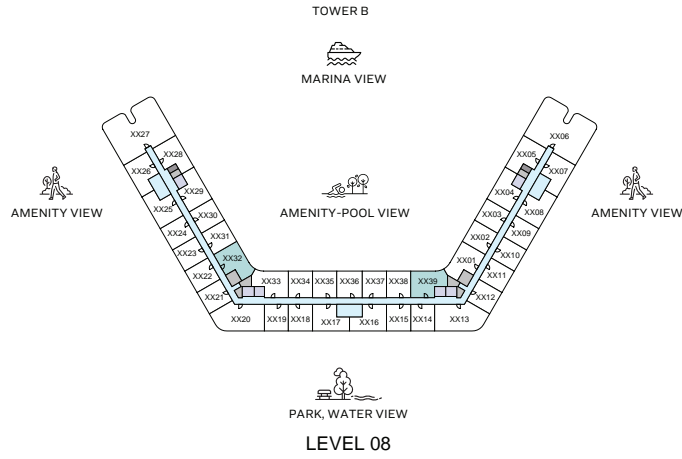 TOWER B
MARINA VIEW
XX27
XX06
XX28
XX05
XX26
XX07
XX29
XX04
AMENITY VIEW
AMENITY-POOL VIEW
AMENITY VIEW
XX25
XX30
XX03
XX08
XX24
XX31
XX02
XX09
XX23
XX32
XX01
XX10
XX22
XX33
XX34
XX35
XX36
XX37
XX38
XX39
XX11
XX21
XX12
XX20
XX19
XX18
XX17
XX16
XX15
XX14
XX13
PARK, WATER VIEW
LEVEL 08